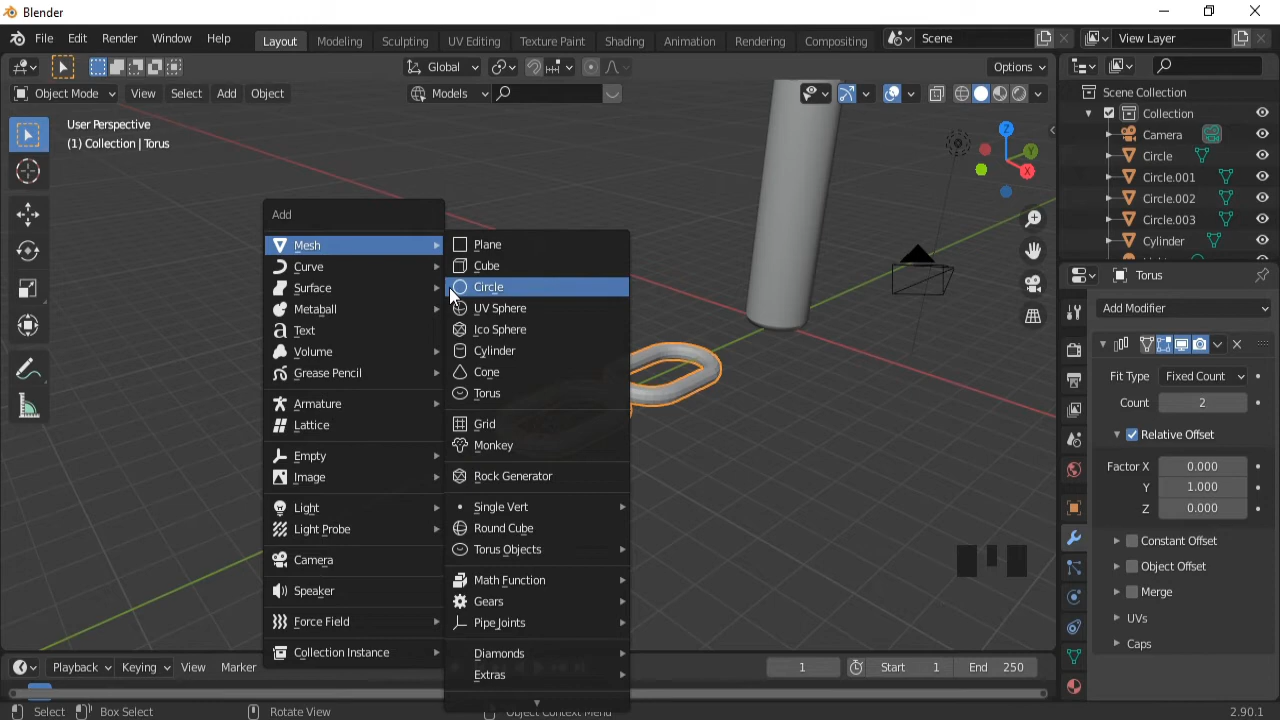 Blender
File Edit Render Window Help
Layout Modeling Sculpting UV Editing Texture Paint Shading Animation Rendering Compositing
Scene
View Layer
Global
Options
Object Mode View Select Add Object
Models
User Perspective
(1) Collection | Torus
Add
Mesh
Curve
Surface
Metaball
Text
Volume
Grease Pencil
Armature
Lattice
Empty
Image
Light
Light Probe
Camera
Speaker
Force Field
Collection Instance
Plane
Cube
Circle
UV Sphere
Ico Sphere
Cylinder
Cone
Torus
Grid
Monkey
Rock Generator
Single Vert
Round Cube
Torus Objects
Math Function
Gears
Pipe Joints
Diamonds
Extras
Z
Y
X
Scene Collection
Collection
Camera
Circle
Circle.001
Circle.002
Circle.003
Cylinder
Torus
Add Modifier
Fit Type Fixed Count
Count 2
Relative Offset
Factor X 0.000
Y 1.000
Z 0.000
Constant Offset
Object Offset
Merge
UVs
Caps
Playback Keying View Marker
1 Start 1 End 250
Select Box Select Rotate View Object Context Menu 2.90.1